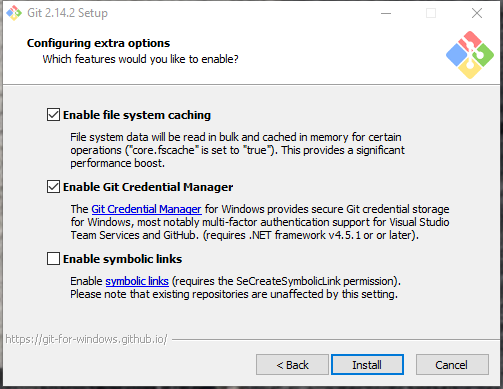 Git 2.14.2 Setup
Configuring extra options
Which features would you like to enable?
Enable file system caching
File system data will be read in bulk and cached in memory for certain
operations ("core.fscache" is set to "true"). This provides a significant
performance boost.
Enable Git Credential Manager
The Git Credential Manager for Windows provides secure Git credential storage
for Windows, most notably multi-factor authentication support for Visual Studio
Team Services and GitHub. (requires .NET framework v4.5.1 or or later).
Enable symbolic links
Enable symbolic links (requires the SeCreateSymbolicLink permission).
Please note that existing repositories are unaffected by this setting.
https://git-for-windows.github.io/
< Back
Install
Cancel